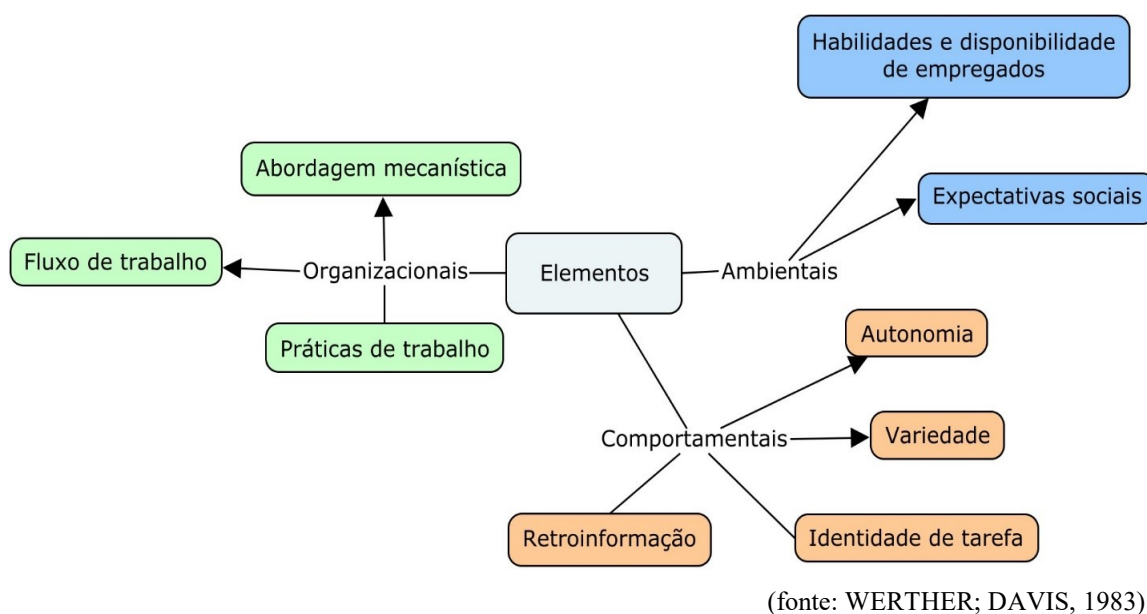 Habilidades e disponibilidade
de empregados
Abordagem mecanística
Expectativas sociais
Fluxo de trabalho
Organizacionais
Elementos
Ambientais
Práticas de trabalho
Autonomia
Comportamentais
Variedade
Retroinformação
Identidade de tarefa
(fonte: WERTHER; DAVIS, 1983)